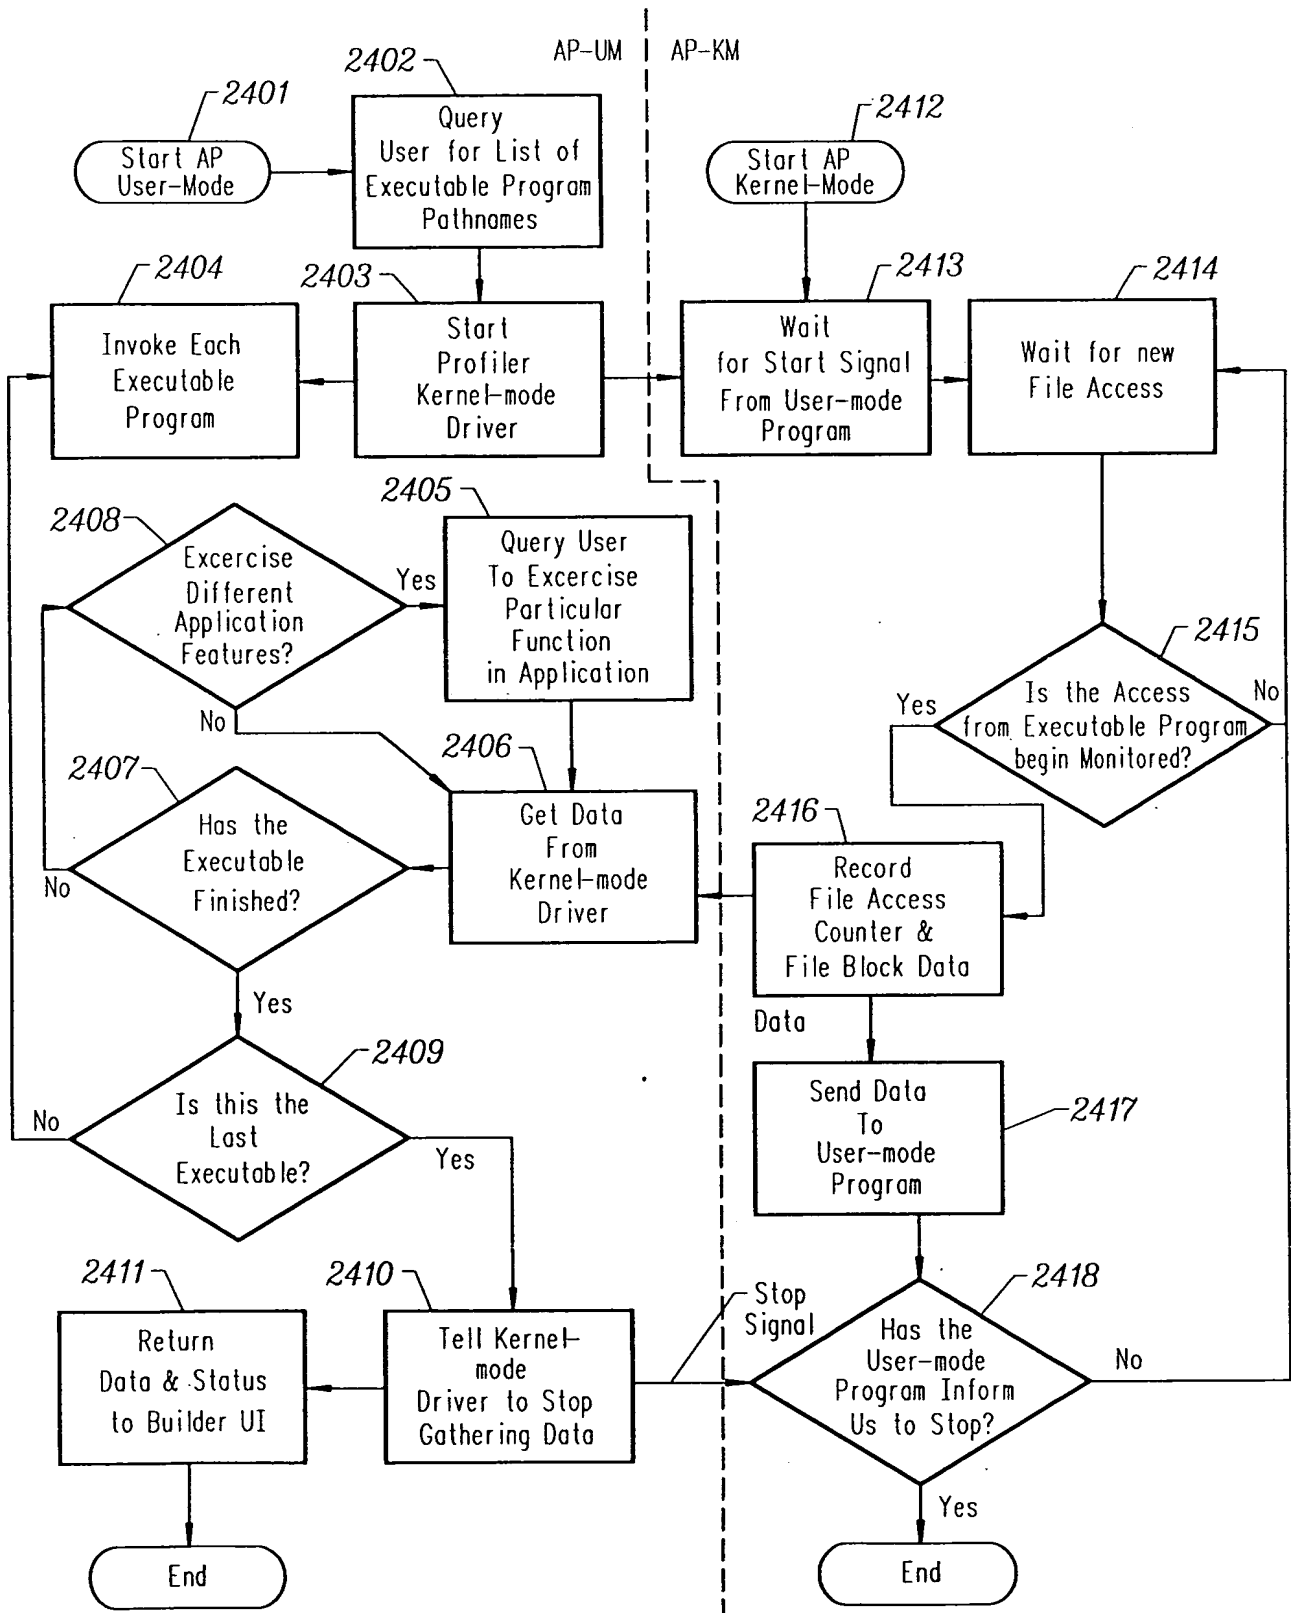 AP-UM
AP-KM
2401
Start AP
User-Mode
2402
Query
User for List of
Executable Program
Pathnames
2412
Start AP
Kernel-Mode
2404
Invoke Each
Executable
Program
2403
Start
Profiler
Kernel-mode
Driver
2413
Wait
for Start Signal
From User-mode
Program
2414
Wait for new
File Access
2408
Excercise
Different
Application
Features?
Yes
No
2405
Query User
To Excercise
Particular
Function
in Application
2415
Is the Access
from Executable Program
begin Monitored?
Yes
No
2407
Has the
Executable
Finished?
No
Yes
2406
Get Data
From
Kernel-mode
Driver
2416
Record
File Access
Counter &
File Block Data
Data
2409
Is this the
Last
Executable?
No
Yes
Send Data
To
User-mode
Program
2417
2411
Return
Data & Status
to Builder UI
2410
Tell Kernel-
mode
Driver to Stop
Gathering Data
Stop
Signal
2418
Has the
User-mode
Program Inform
Us to Stop?
No
Yes
End
End